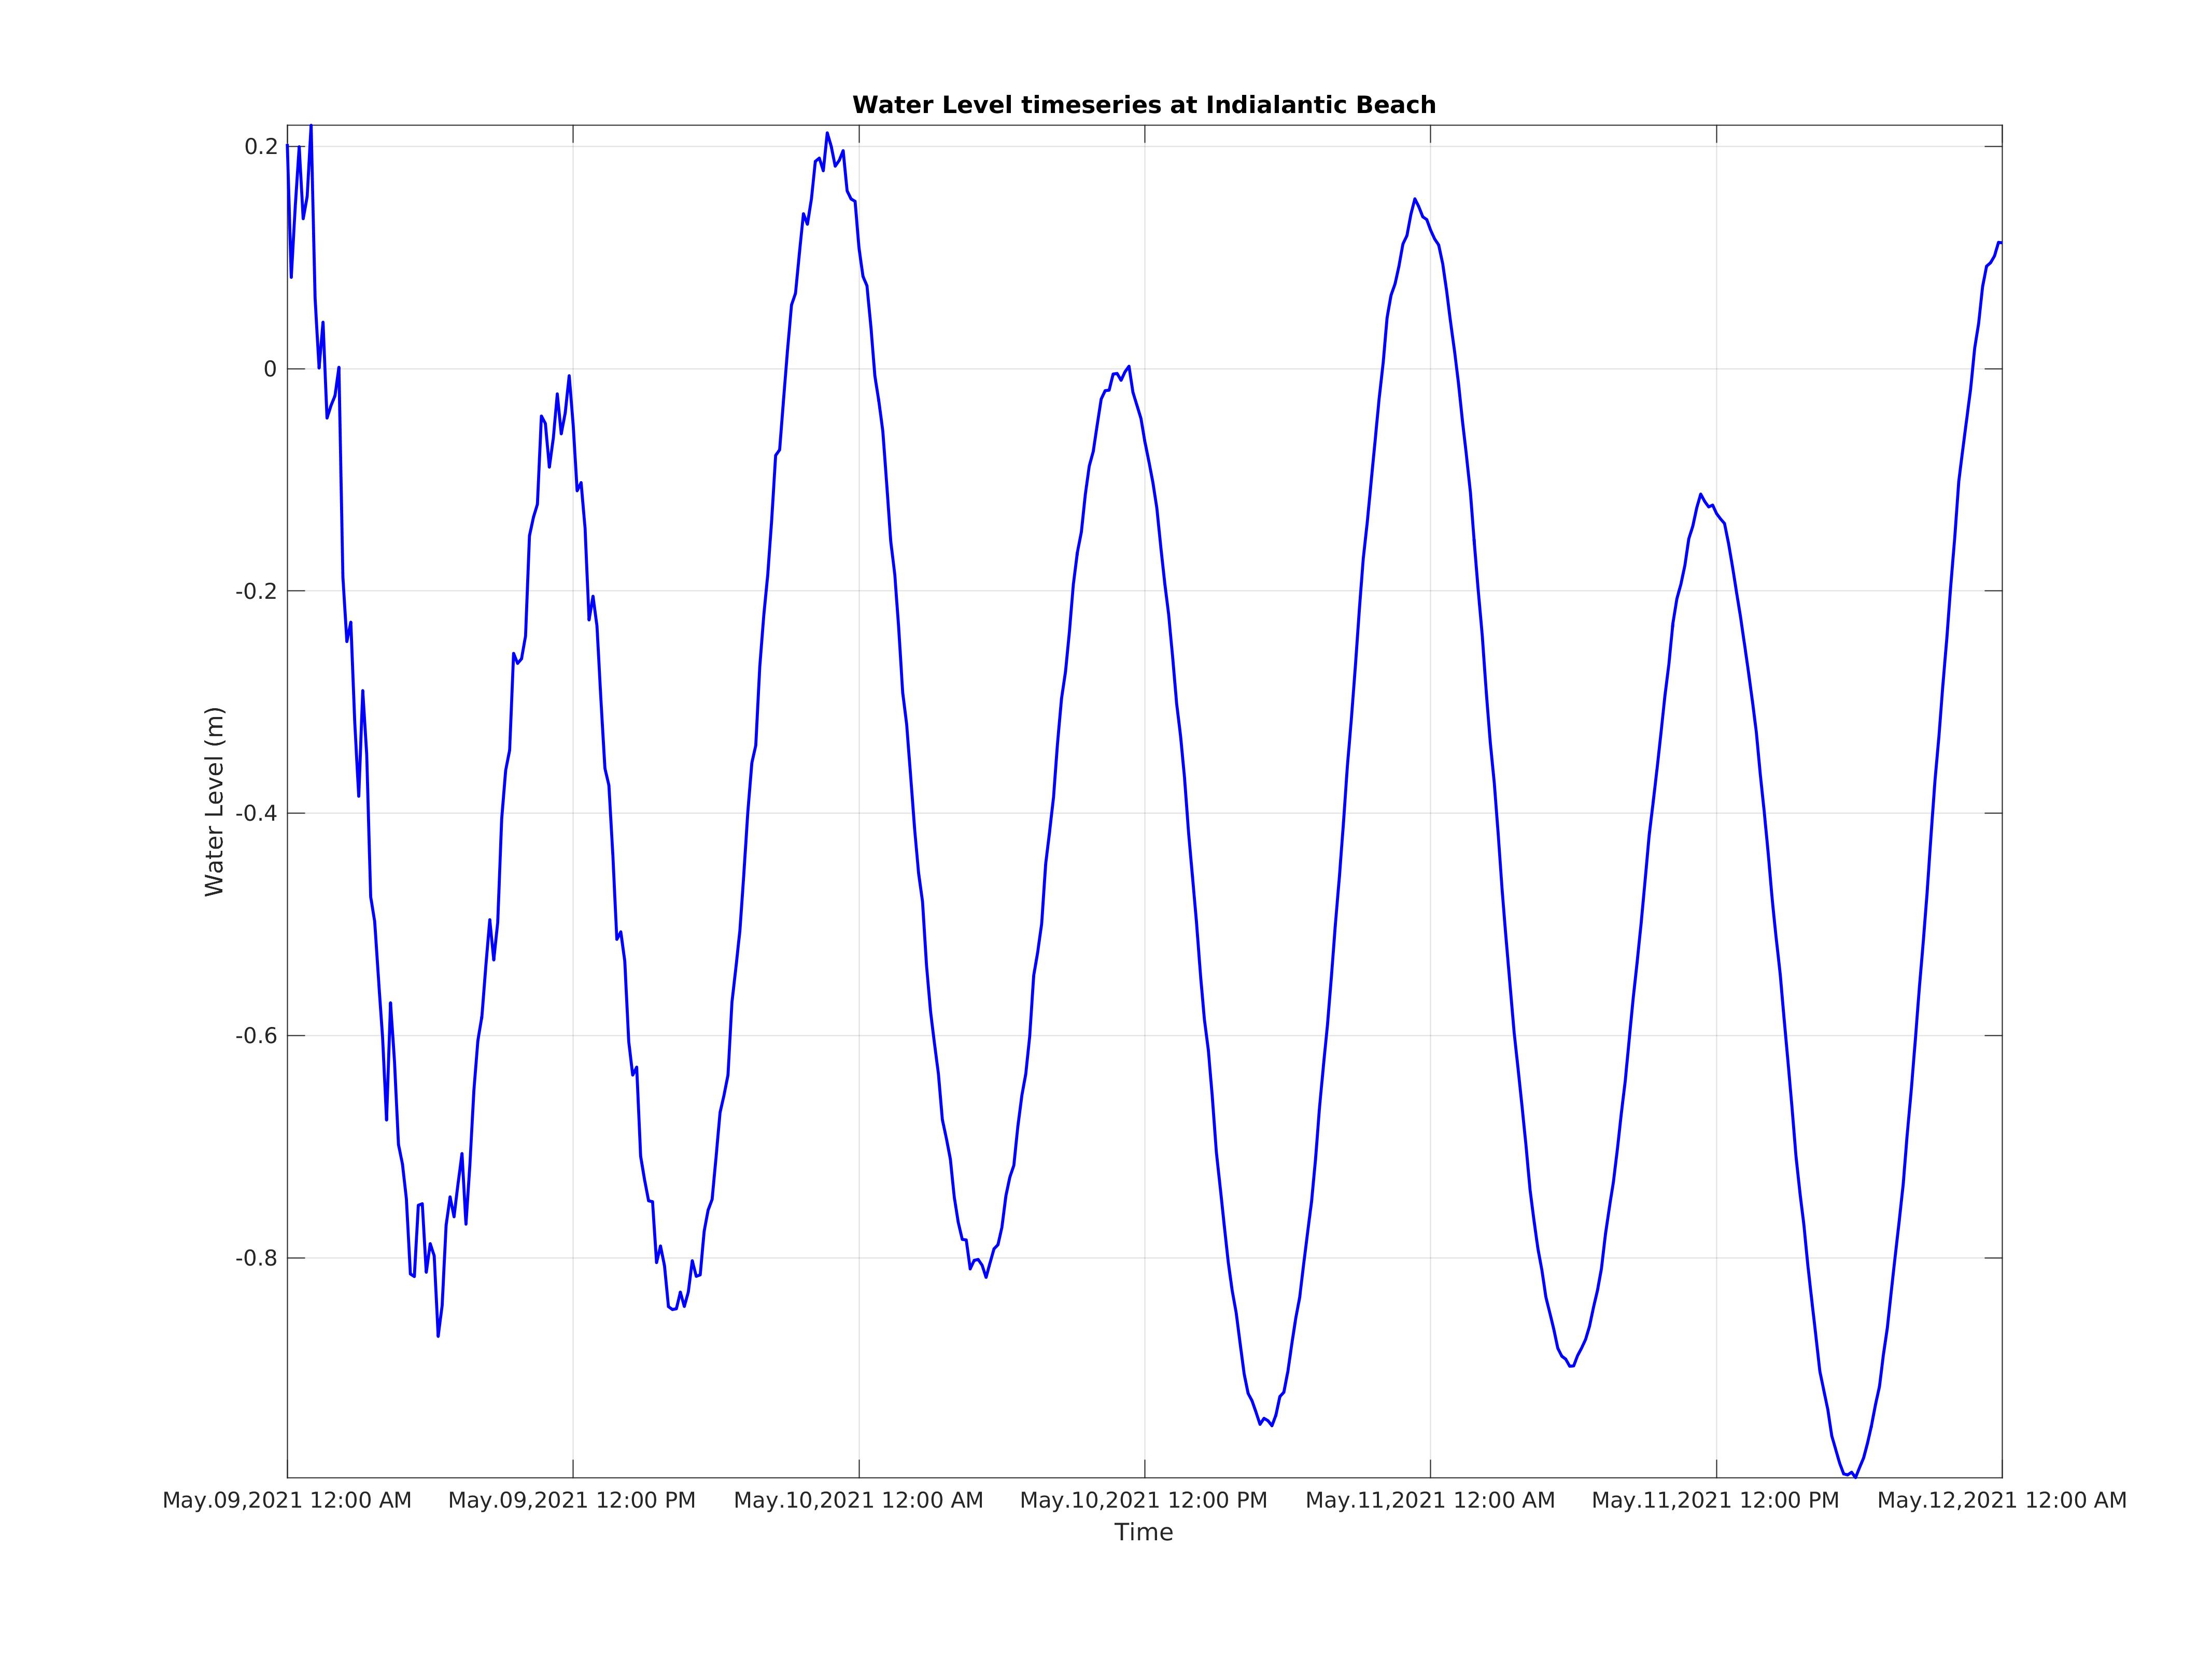 Water Level timeseries at Indialantic Beach
0.2
0
-0.2
-0.4
-0.6
-0.8
Water Level (m)
May.09,2021 12:00 AM May.09,2021 12:00 PM May.10,2021 12:00 AM May.10,2021 12:00 PM May.11,2021 12:00 AM May.11,2021 12:00 PM May.12,2021 12:00 AM
Time